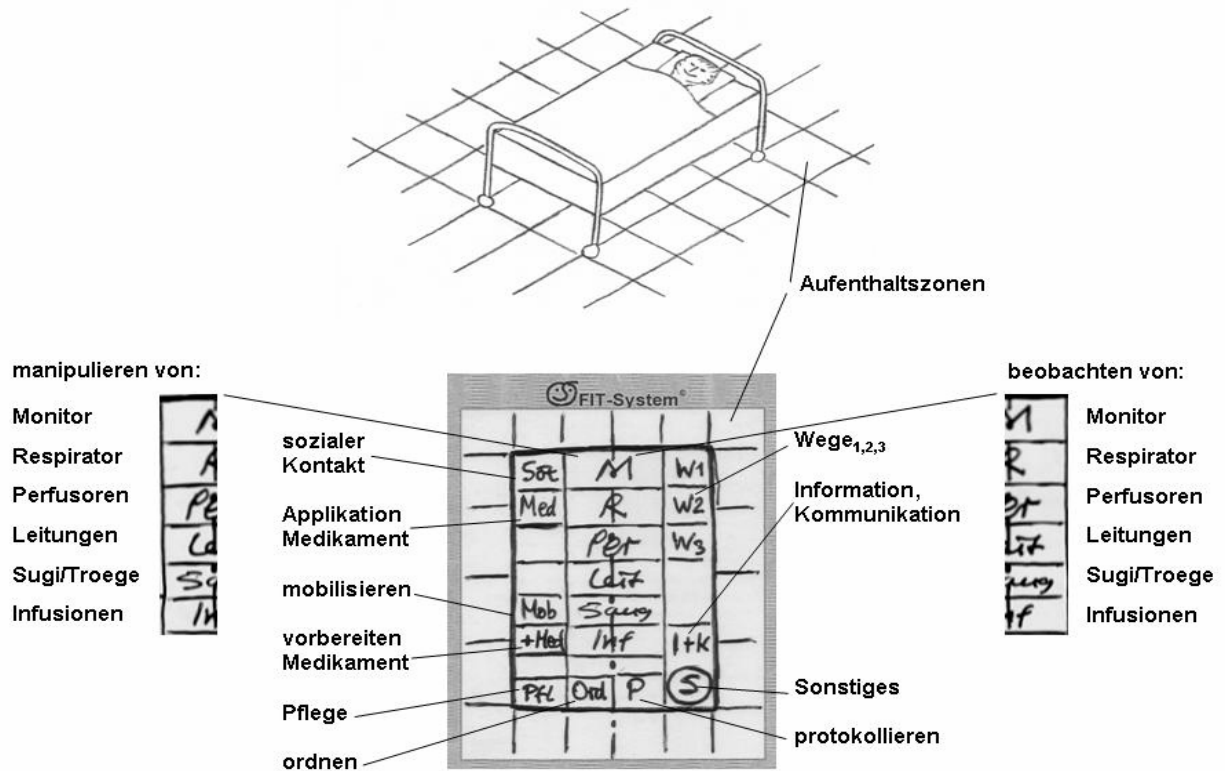 Aufenthaltszonen
manipulieren von:
Monitor
Respirator
Perfusoren
Leitungen
Sugi/Troege
Infusionen
sozialer
Kontakt
Applikation
Medikament
mobilisieren
vorbereiten
Medikament
Pflege
ordnen
FIT-System©
Soz M W1
Med R W2
Per W3
Leit
Mob Saug
+Med Inf I+K
Pfl Ord P S
Wege1,2,3
Information,
Kommunikation
Sonstiges
protokollieren
beobachten von:
Monitor
Respirator
Perfusoren
Leitungen
Sugi/Troege
Infusionen